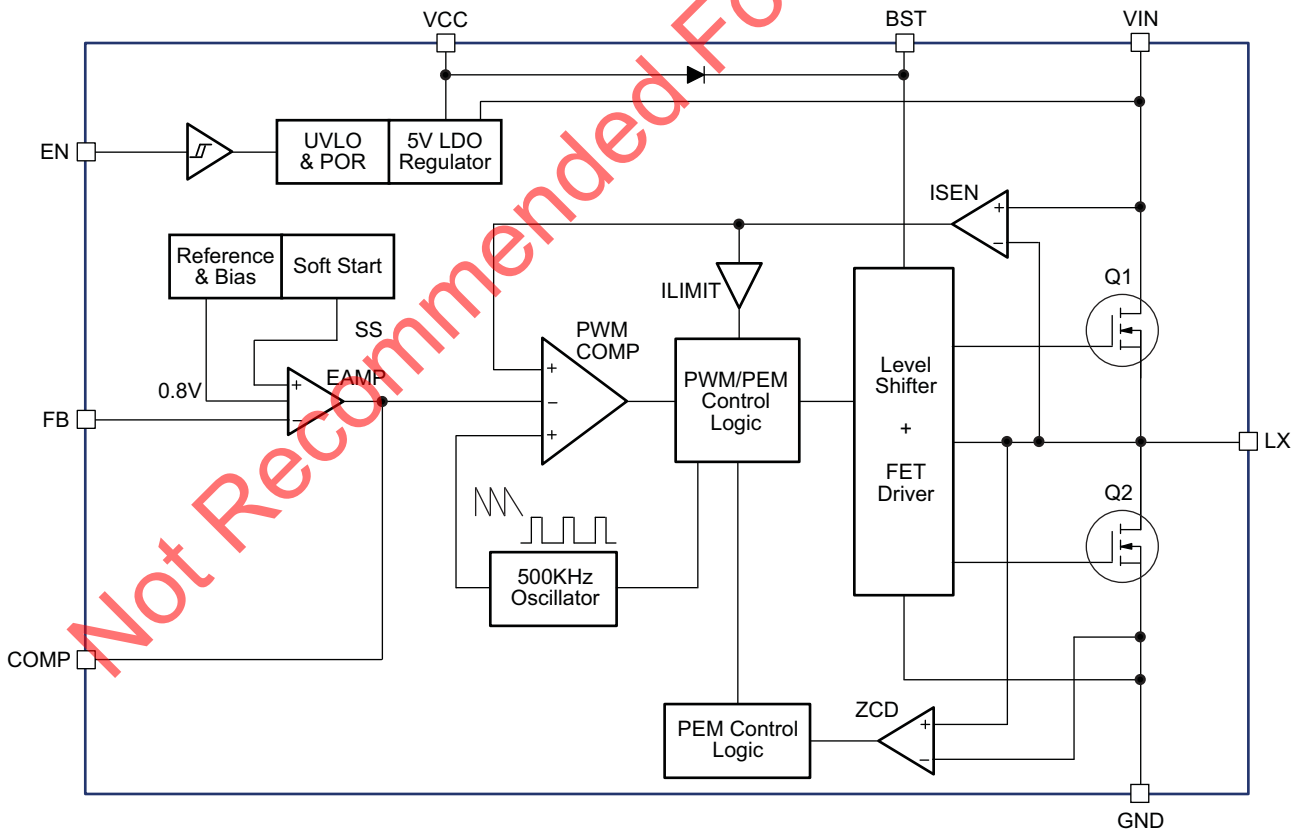 VCC
BST
VIN
EN
UVLO
& POR
5V LDO
Regulator
ISEN
+
−
Reference
& Bias
Soft Start
ILIMIT
Q1
SS
PWM
COMP
EAMP
0.8V
+
−
+
−
+
PWM/PEM
Control
Logic
Level
Shifter
+
FET
Driver
FB
LX
Q2
500KHz
Oscillator
COMP
PEM Control
Logic
ZCD
+
−
GND
Not Recommended Fo